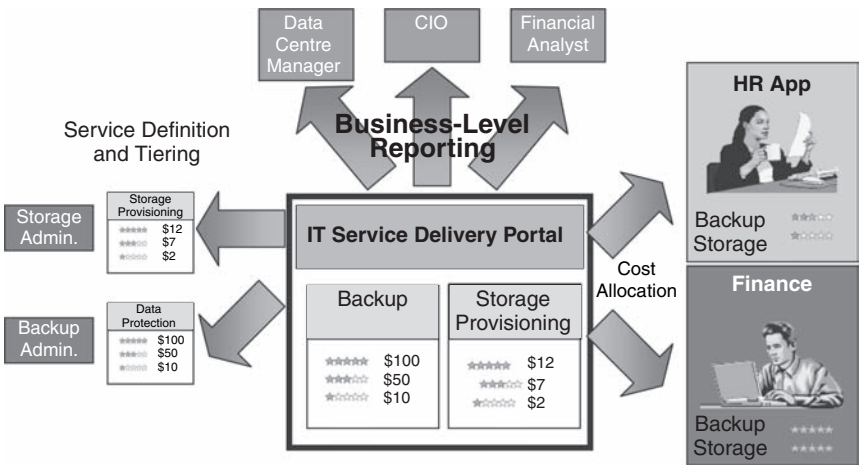 Data
Centre
Manager
CIO
Financial
Analyst
Business-Level
Reporting
Service Definition
and Tiering
Storage
Admin.
Storage
Provisioning
$12
$7
$2
Backup
Admin.
Data
Protection
$100
$50
$10
IT Service Delivery Portal
Backup
$100
$50
$10
Storage
Provisioning
$12
$7
$2
Cost
Allocation
HR App
Backup
Storage
Finance
Backup
Storage